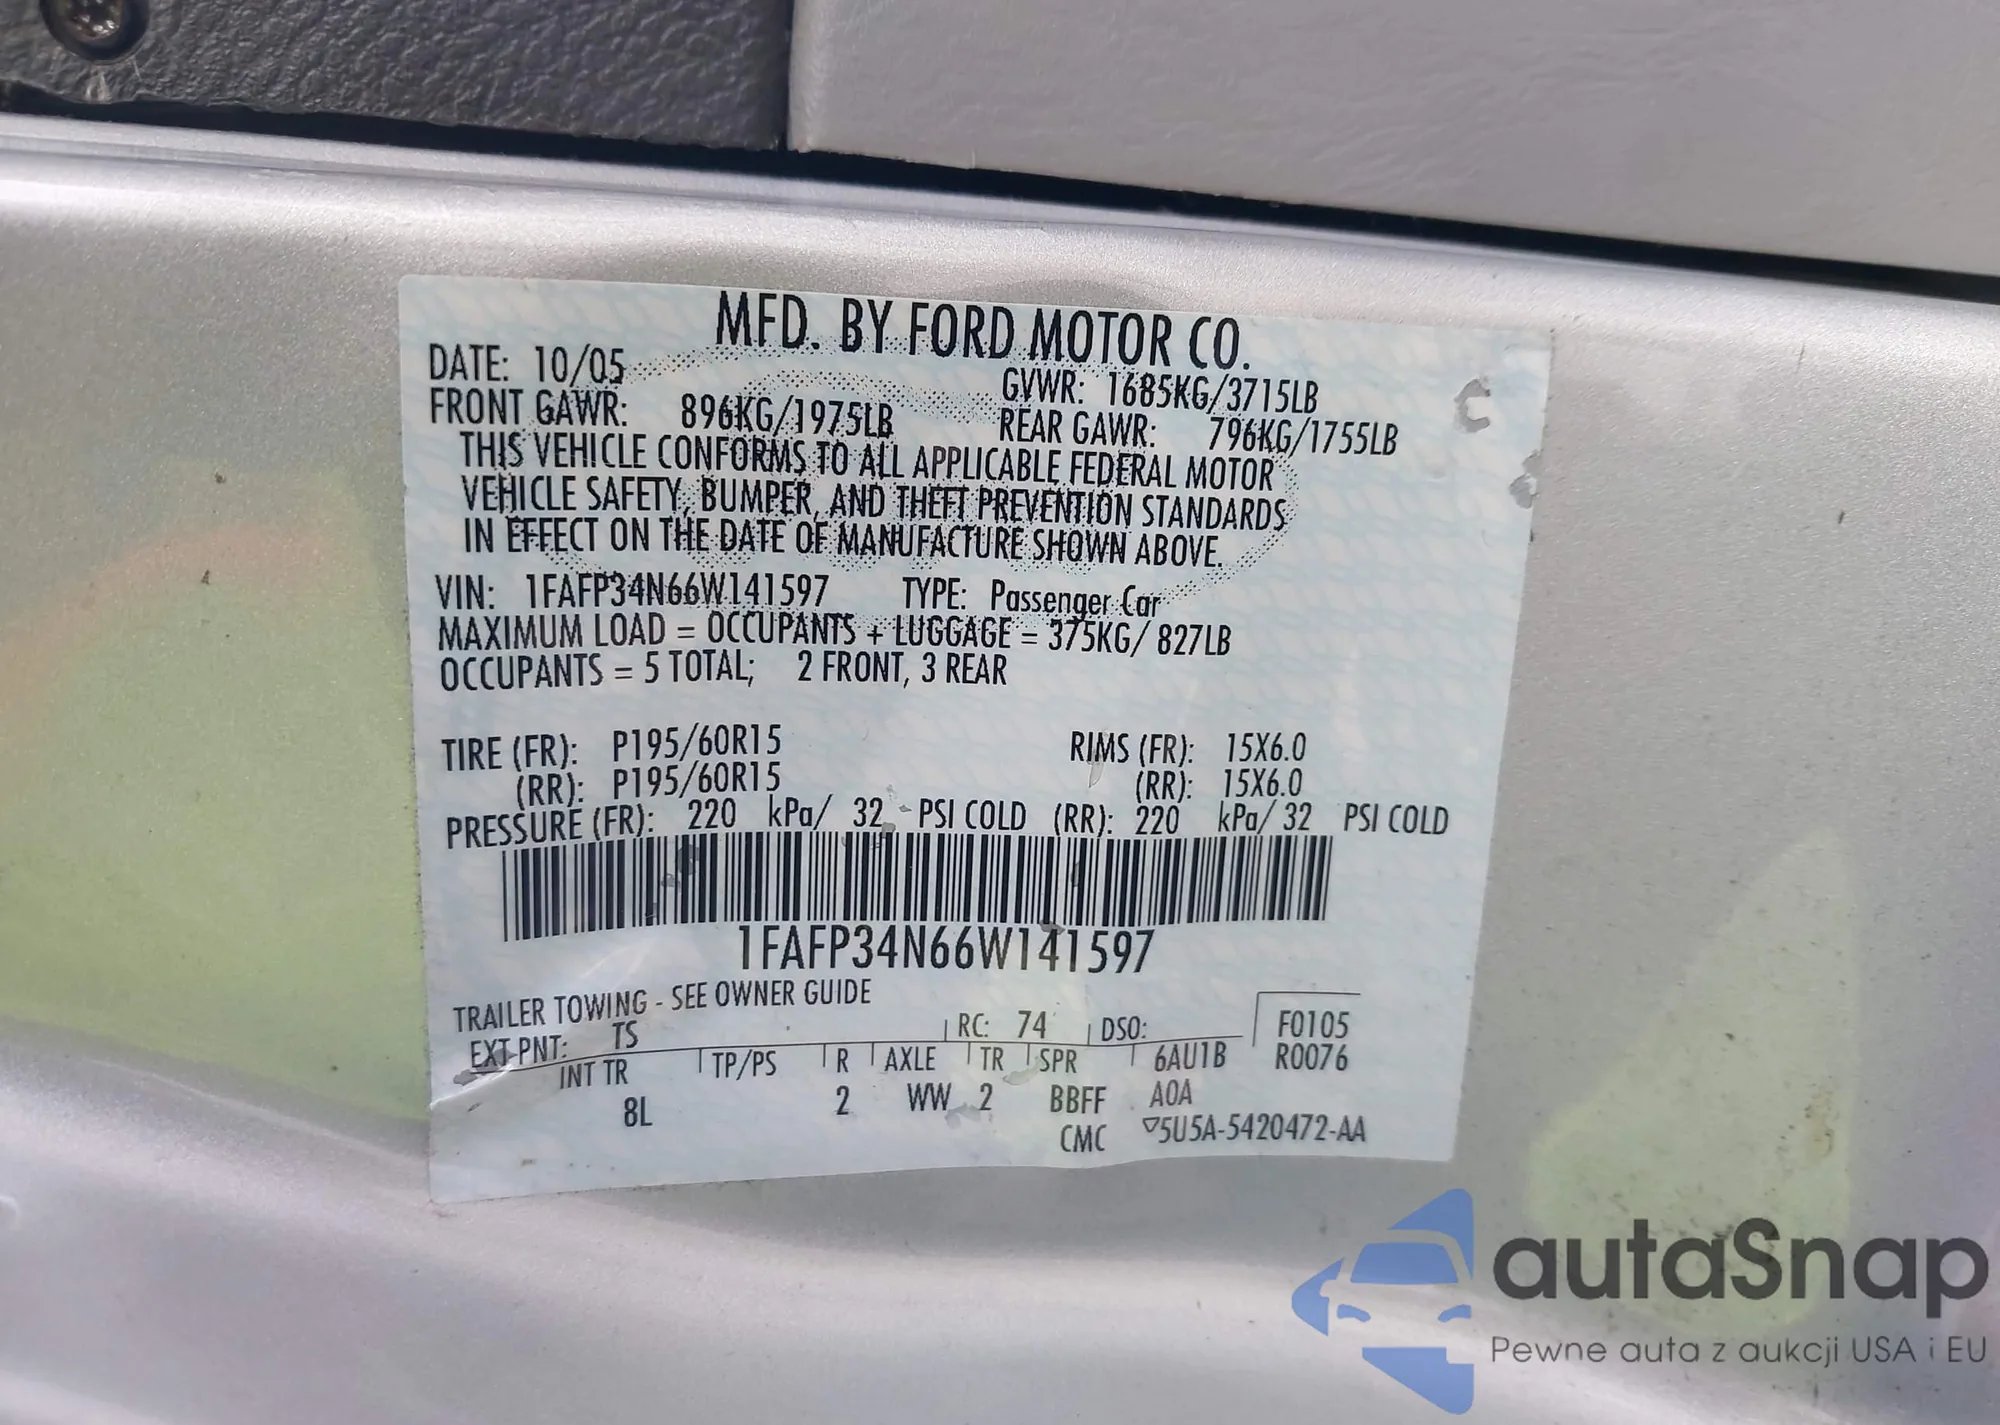 MFD. BY FORD MOTOR CO.
DATE: 10/05 GVWR: 1685KG/3715LB
FRONT GAWR: 896KG/1975LB REAR GAWR: 796KG/1755LB
THIS VEHICLE CONFORMS TO ALL APPLICABLE FEDERAL MOTOR
VEHICLE SAFETY, BUMPER, AND THEFT PREVENTION STANDARDS
IN EFFECT ON THE DATE OF MANUFACTURE SHOWN ABOVE.
VIN: 1FAFP34N66W141597 TYPE: Passenger Car
MAXIMUM LOAD = OCCUPANTS + LUGGAGE = 375KG/ 827LB
OCCUPANTS = 5 TOTAL; 2 FRONT, 3 REAR
TIRE (FR): P195/60R15 RIMS (FR): 15X6.0
(RR): P195/60R15 (RR): 15X6.0
PRESSURE (FR): 220 kPa/ 32 PSI COLD (RR): 220 kPa/ 32 PSI COLD
1FAFP34N66W141597
TRAILER TOWING - SEE OWNER GUIDE
EXT PNT: TS RC: 74 DSO: F0105
INT TR TP/PS R AXLE TR SPR 6AU1B R0076
8L 2 WW 2 BBFF A0A
CMC ▽5U5A-5420472-AA
autaSnap
Pewne auta z aukcji USA i EU